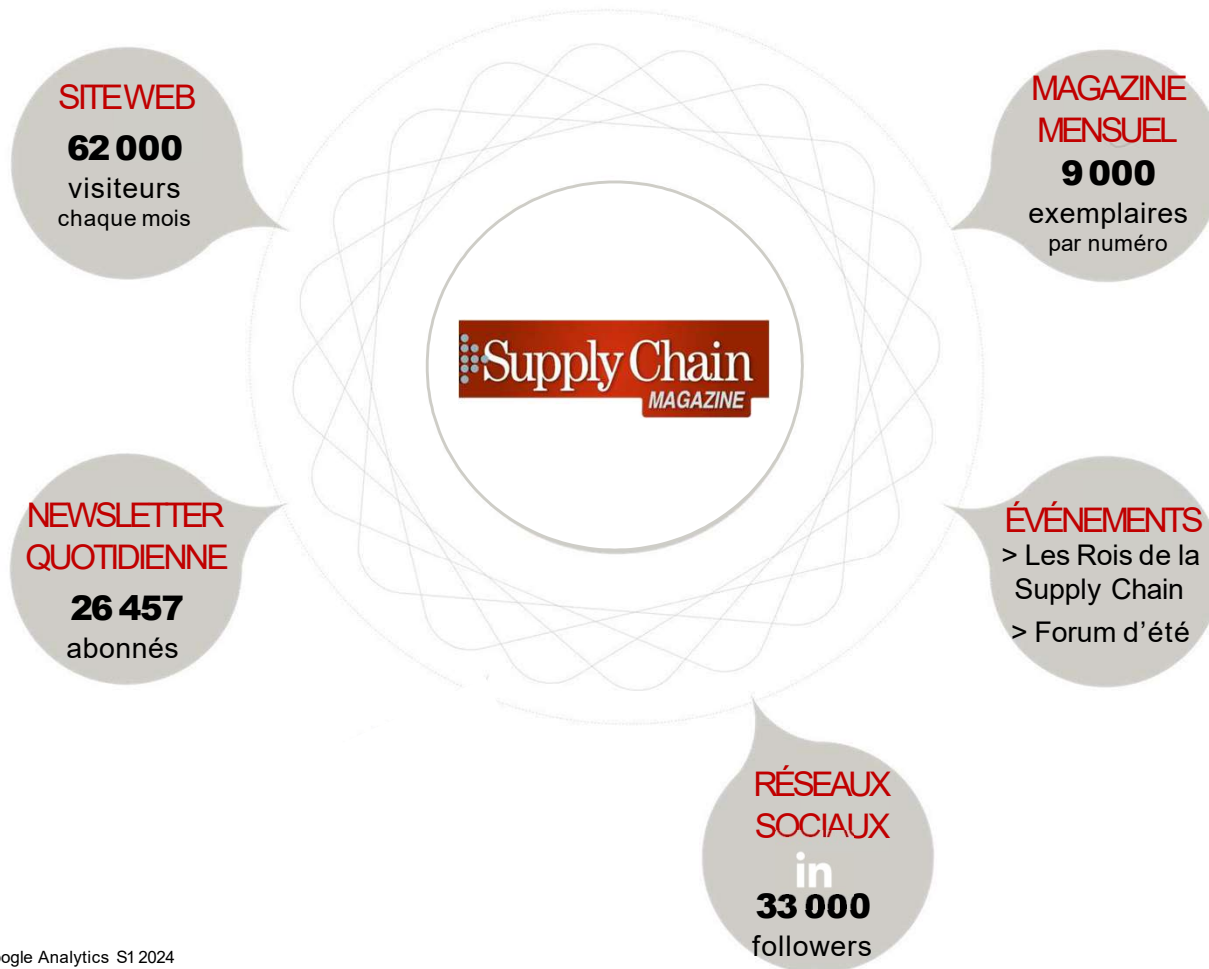 SITE WEB
62 000
visiteurs
chaque mois
MAGAZINE
MENSUEL
9 000
exemplaires
par numéro
Supply Chain
MAGAZINE
NEWSLETTER
QUOTIDIENNE
26 457
abonnés
ÉVÉNEMENTS
> Les Rois de la
Supply Chain
> Forum d’été
RÉSEAUX
SOCIAUX
in
33 000
followers
ogle Analytics S1 2024